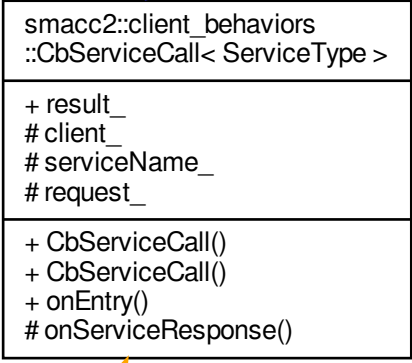 smacc2::client_behaviors
::CbServiceCall< ServiceType >
+ result_
# client_
# serviceName_
# request_
+ CbServiceCall()
+ CbServiceCall()
+ onEntry()
# onServiceResponse()